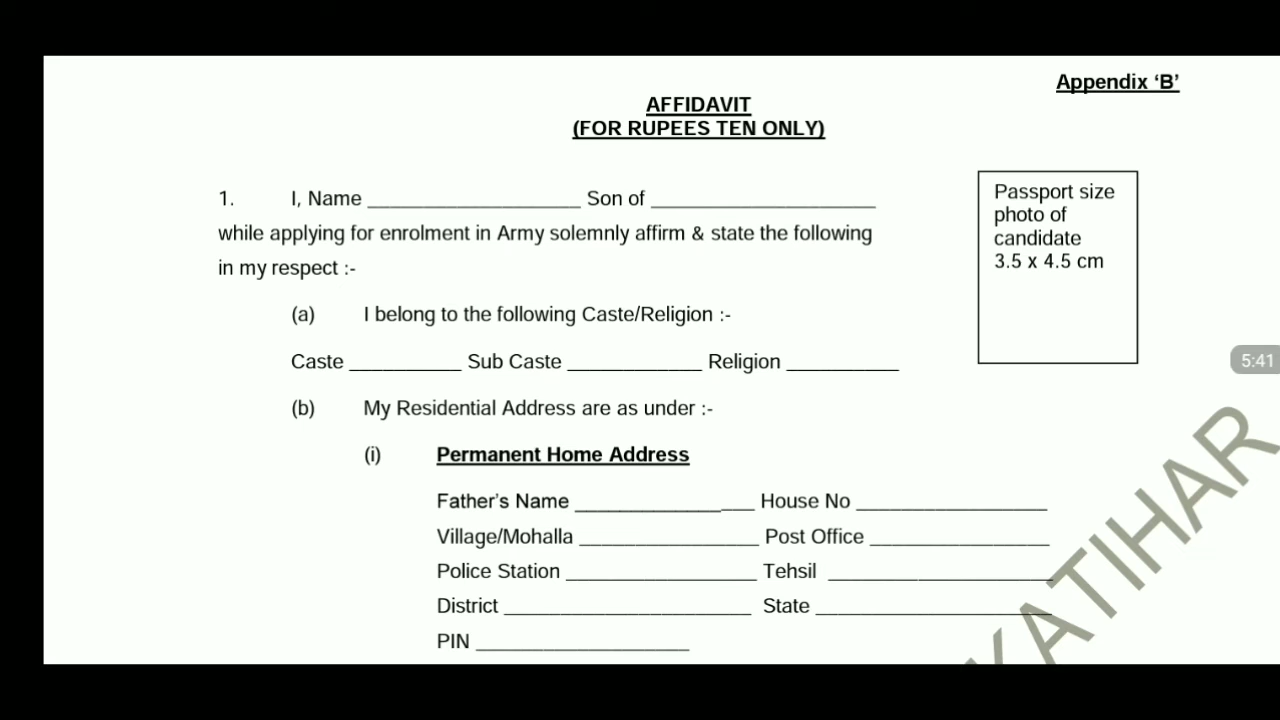 Appendix ‘B’
AFFIDAVIT
(FOR RUPEES TEN ONLY)
1. I, Name ___________________ Son of ____________________
while applying for enrolment in Army solemnly affirm & state the following
in my respect :-
Passport size
photo of
candidate
3.5 x 4.5 cm
(a) I belong to the following Caste/Religion :-
Caste __________ Sub Caste ____________ Religion __________
5:41
(b) My Residential Address are as under :-
(i) Permanent Home Address
Father’s Name ________________ House No _________________
Village/Mohalla ________________ Post Office ________________
Police Station _________________ Tehsil ____________________
District ______________________ State _____________________
PIN ___________________
KATIHAR